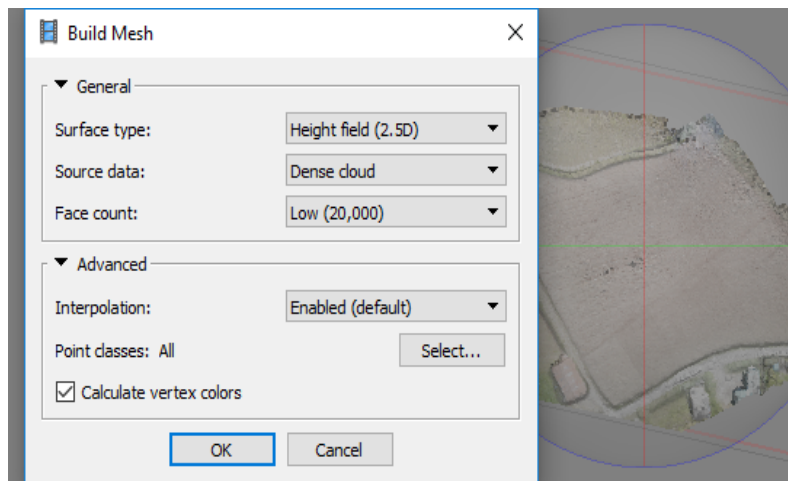 Build Mesh
General
Surface type: Height field (2.5D)
Source data: Dense cloud
Face count: Low (20,000)
Advanced
Interpolation: Enabled (default)
Point classes: All Select...
Calculate vertex colors
OK Cancel